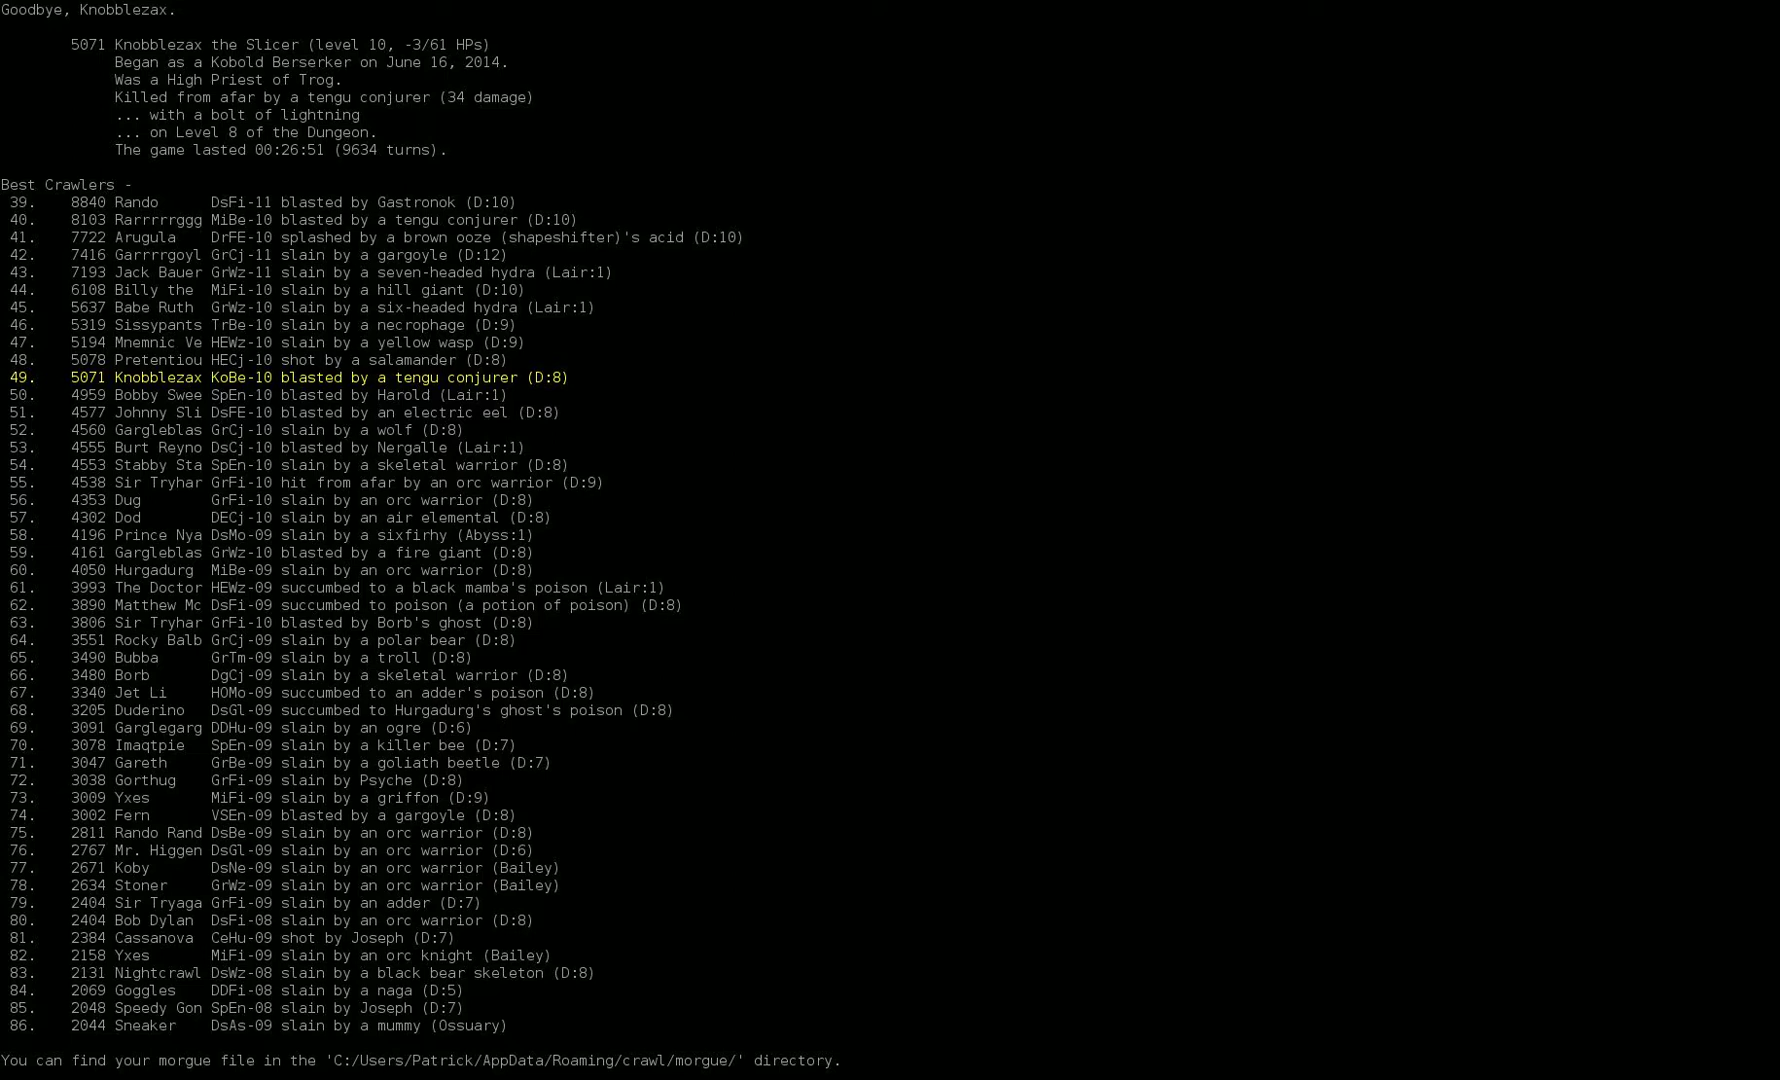 Goodbye, Knobblezax.
5071 Knobblezax the Slicer (level 10, -3/61 HPs)
Began as a Kobold Berserker on June 16, 2014.
Was a High Priest of Trog.
Killed from afar by a tengu conjurer (34 damage)
... with a bolt of lightning
... on Level 8 of the Dungeon.
The game lasted 00:26:51 (9634 turns).
Best Crawlers -
39. 8840 Rando DsFi-11 blasted by Gastronok (D:10)
40. 8103 Rarrrrrggg MiBe-10 blasted by a tengu conjurer (D:10)
41. 7722 Arugula DrFE-10 splashed by a brown ooze (shapeshifter)'s acid (D:10)
42. 7416 Garrrrgoyl GrCj-11 slain by a gargoyle (D:12)
43. 7193 Jack Bauer GrWz-11 slain by a seven-headed hydra (Lair:1)
44. 6108 Billy the MiFi-10 slain by a hill giant (D:10)
45. 5637 Babe Ruth GrWz-10 slain by a six-headed hydra (Lair:1)
46. 5319 Sissypants TrBe-10 slain by a necrophage (D:9)
47. 5194 Mnemnic Ve HEWz-10 slain by a yellow wasp (D:9)
48. 5078 Pretentiou HECj-10 shot by a salamander (D:8)
49. 5071 Knobblezax KoBe-10 blasted by a tengu conjurer (D:8)
50. 4959 Bobby Swee SpEn-10 blasted by Harold (Lair:1)
51. 4577 Johnny Sli DsFE-10 blasted by an electric eel (D:8)
52. 4560 Gargleblas GrCj-10 slain by a wolf (D:8)
53. 4555 Burt Reyno DsCj-10 blasted by Nergalle (Lair:1)
54. 4553 Stabby Sta SpEn-10 slain by a skeletal warrior (D:8)
55. 4538 Sir Tryhar GrFi-10 hit from afar by an orc warrior (D:9)
56. 4353 Dug GrFi-10 slain by an orc warrior (D:8)
57. 4302 Dod DECj-10 slain by an air elemental (D:8)
58. 4196 Prince Nya DsMo-09 slain by a sixfirhy (Abyss:1)
59. 4161 Gargleblas GrWz-10 blasted by a fire giant (D:8)
60. 4050 Hurgadurg MiBe-09 slain by an orc warrior (D:8)
61. 3993 The Doctor HEWz-09 succumbed to a black mamba's poison (Lair:1)
62. 3890 Matthew Mc DsFi-09 succumbed to poison (a potion of poison) (D:8)
63. 3806 Sir Tryhar GrFi-10 blasted by Borb's ghost (D:8)
64. 3551 Rocky Balb GrCj-09 slain by a polar bear (D:8)
65. 3490 Bubba GrTm-09 slain by a troll (D:8)
66. 3480 Borb DgCj-09 slain by a skeletal warrior (D:8)
67. 3340 Jet Li HOMo-09 succumbed to an adder's poison (D:8)
68. 3205 Duderino DsGl-09 succumbed to Hurgadurg's ghost's poison (D:8)
69. 3091 Garglegarg DDHu-09 slain by an ogre (D:6)
70. 3078 Imaqtpie SpEn-09 slain by a killer bee (D:7)
71. 3047 Gareth GrBe-09 slain by a goliath beetle (D:7)
72. 3038 Gorthug GrFi-09 slain by Psyche (D:8)
73. 3009 Yxes MiFi-09 slain by a griffon (D:9)
74. 3002 Fern VSEn-09 blasted by a gargoyle (D:8)
75. 2811 Rando Rand DsBe-09 slain by an orc warrior (D:8)
76. 2767 Mr. Higgen DsGl-09 slain by an orc warrior (D:6)
77. 2671 Koby DsNe-09 slain by an orc warrior (Bailey)
78. 2634 Stoner GrWz-09 slain by an orc warrior (Bailey)
79. 2404 Sir Tryaga GrFi-09 slain by an adder (D:7)
80. 2404 Bob Dylan DsFi-08 slain by an orc warrior (D:8)
81. 2384 Cassanova CeHu-09 shot by Joseph (D:7)
82. 2158 Yxes MiFi-09 slain by an orc knight (Bailey)
83. 2131 Nightcrawl DsWz-08 slain by a black bear skeleton (D:8)
84. 2069 Goggles DDFi-08 slain by a naga (D:5)
85. 2048 Speedy Gon SpEn-08 slain by Joseph (D:7)
86. 2044 Sneaker DsAs-09 slain by a mummy (Ossuary)
You can find your morgue file in the 'C:/Users/Patrick/AppData/Roaming/crawl/morgue/' directory.